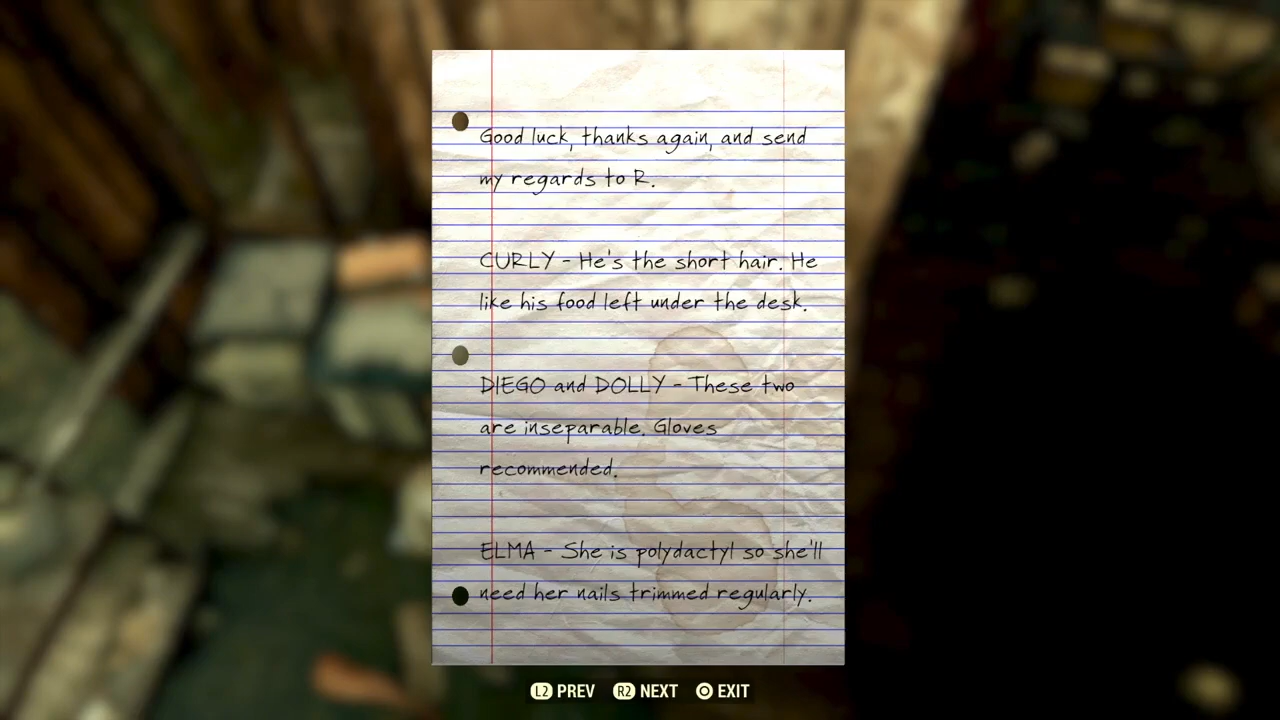 Good luck, thanks again, and send
my regards to R.
CURLY - He's the short hair. He
like his food left under the desk.
DIEGO and DOLLY - These two
are inseparable. Gloves
recommended.
ELMA - She is polydactyl so she'll
need her nails trimmed regularly.
L2 PREV R2 NEXT EXIT